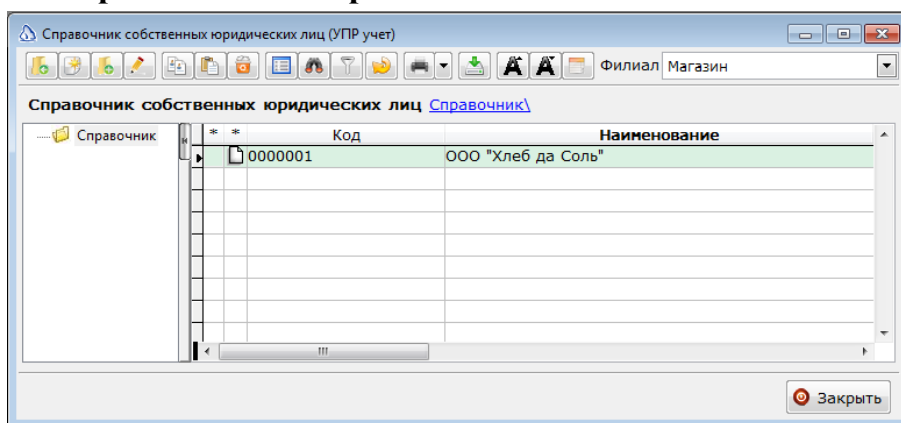 Справочник собственных юридических лиц (УПР учет)
Филиал Магазин
Справочник собственных юридических лиц Справочник\
Справочник
* * Код Наименование
0000001 ООО "Хлеб да Соль"
Закрыть